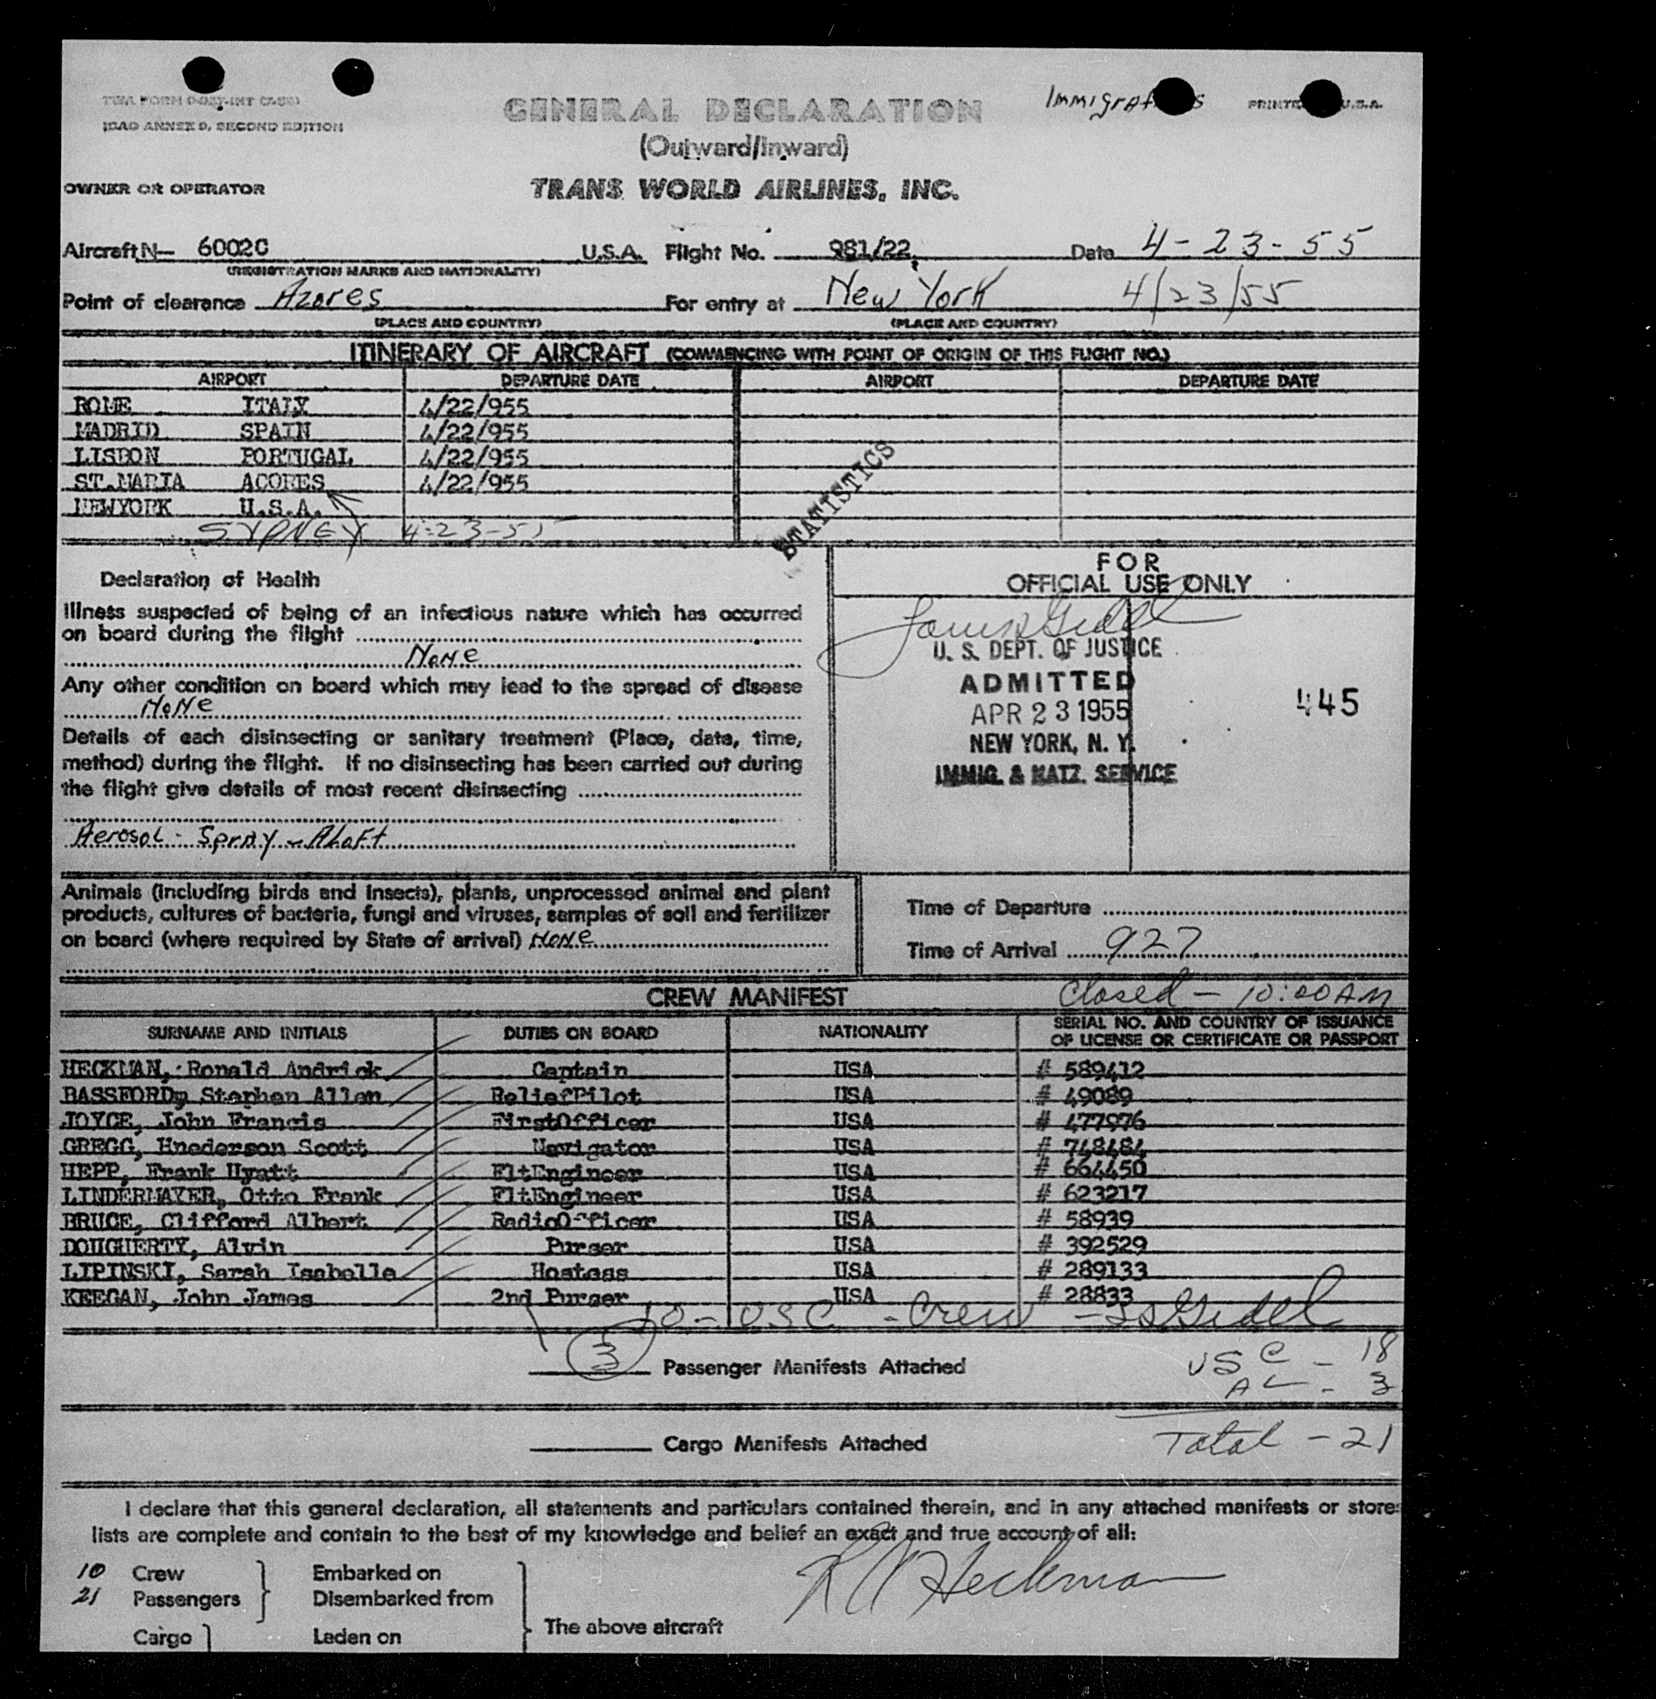 TWA FORM
ICAO ANNEX 9, SECOND EDITION
GENERAL DECLARATION
(Outward/Inward)
PRINTED U.S.A.
OWNER OR OPERATOR TRANS WORLD AIRLINES, INC.
Aircraft N— 6002C U.S.A. Flight No. 981/22 Date 4-23-55
(REGISTRATION MARKS AND NATIONALITY)
Point of clearance Azores For entry at New York 4/23/55
(PLACE AND COUNTRY) (PLACE AND COUNTRY)
ITINERARY OF AIRCRAFT (COMMENCING WITH POINT OF ORIGIN OF THIS FLIGHT NO.)
AIRPORT DEPARTURE DATE AIRPORT DEPARTURE DATE
ROME ITALY 4/22/955
MADRID SPAIN 4/22/955
LISBON PORTUGAL 4/22/955
ST.MARIA ACORES 4/22/955
NEWYORK U.S.A.
SYDNEY 4-23-55
STATISTICS
Declaration of Health
Illness suspected of being of an infectious nature which has occurred
on board during the flight
None
Any other condition on board which may lead to the spread of disease
None
Details of each disinsecting or sanitary treatment (Place, date, time,
method) during the flight. If no disinsecting has been carried out during
the flight give details of most recent disinsecting
Aerosol - Spray - Aloft
FOR
OFFICIAL USE ONLY
U. S. DEPT. OF JUSTICE
ADMITTED
APR 23 1955
NEW YORK, N. Y.
IMMIG. & NATZ. SERVICE
445
Animals (including birds and insects), plants, unprocessed animal and plant
products, cultures of bacteria, fungi and viruses, samples of soil and fertilizer
on board (where required by State of arrival) None
Time of Departure
Time of Arrival 927
CREW MANIFEST Closed - 10:00 AM
SURNAME AND INITIALS DUTIES ON BOARD NATIONALITY SERIAL NO. AND COUNTRY OF ISSUANCE
OF LICENSE OR CERTIFICATE OR PASSPORT
HECKMAN, Ronald Andrick Captain USA # 589412
BASSFORD, Stephen Allen ReliefPilot USA # 49089
JOYCE, John Francis FirstOfficer USA # 477976
GREGG, Hnederson Scott Navigator USA # 748484
HEPP, Frank Hyatt FltEngineer USA # 664450
LINDERMAYER, Otto Frank FltEngineer USA # 623217
BRUCE, Clifford Albert RadioOfficer USA # 58939
DOUGHERTY, Alvin Purser USA # 392529
LIPINSKI, Sarah Isabelle Hostess USA # 289133
KEEGAN, John James 2nd Purser USA # 28833
10 - USC - Crew -
3 Passenger Manifests Attached
USC - 18
AL - 3
Cargo Manifests Attached
Total - 21
I declare that this general declaration, all statements and particulars contained therein, and in any attached manifests or stores
lists are complete and contain to the best of my knowledge and belief an exact and true account of all:
R A Heckman
10 Crew Embarked on
21 Passengers Disembarked from
The above aircraft
Cargo Laden on